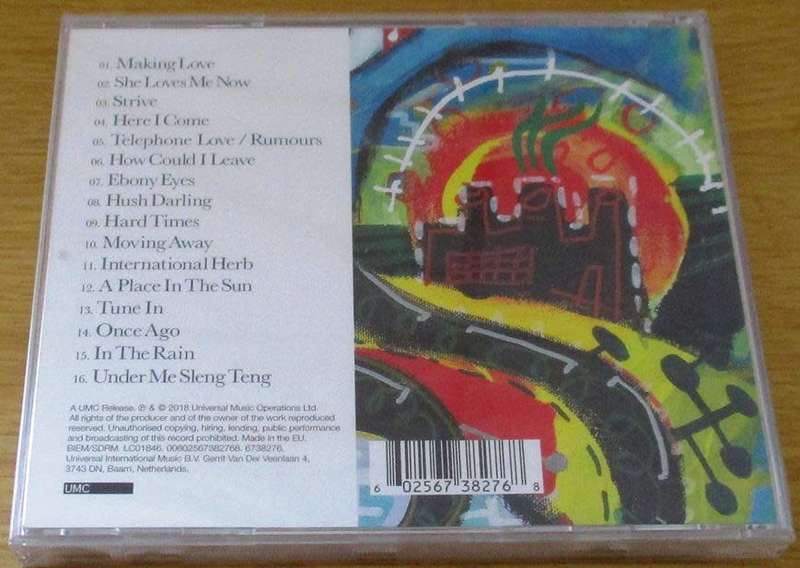 01. Making Love
02. She Loves Me Now
03. Strive
04. Here I Come
05. Telephone Love / Rumours
06. How Could I Leave
07. Ebony Eyes
08. Hush Darling
09. Hard Times
10. Moving Away
11. International Herb
12. A Place In The Sun
13. Tune In
14. Once Ago
15. In The Rain
16. Under Me Sleng Teng
A UMC Release. ℗ & © 2018 Universal Music Operations Ltd
All rights of the producer and of the owner of the work reproduced
reserved. Unauthorised copying, hiring, lending, public performance
and broadcasting of this record prohibited. Made in the EU.
BIEM/SDRM. LC01846. 00602567382768. 6738276.
Universal International Music B.V. Gerrit Van Der Veenlaan 4,
3743 DN, Baarn, Netherlands.
UMC
6 02567 38276 8